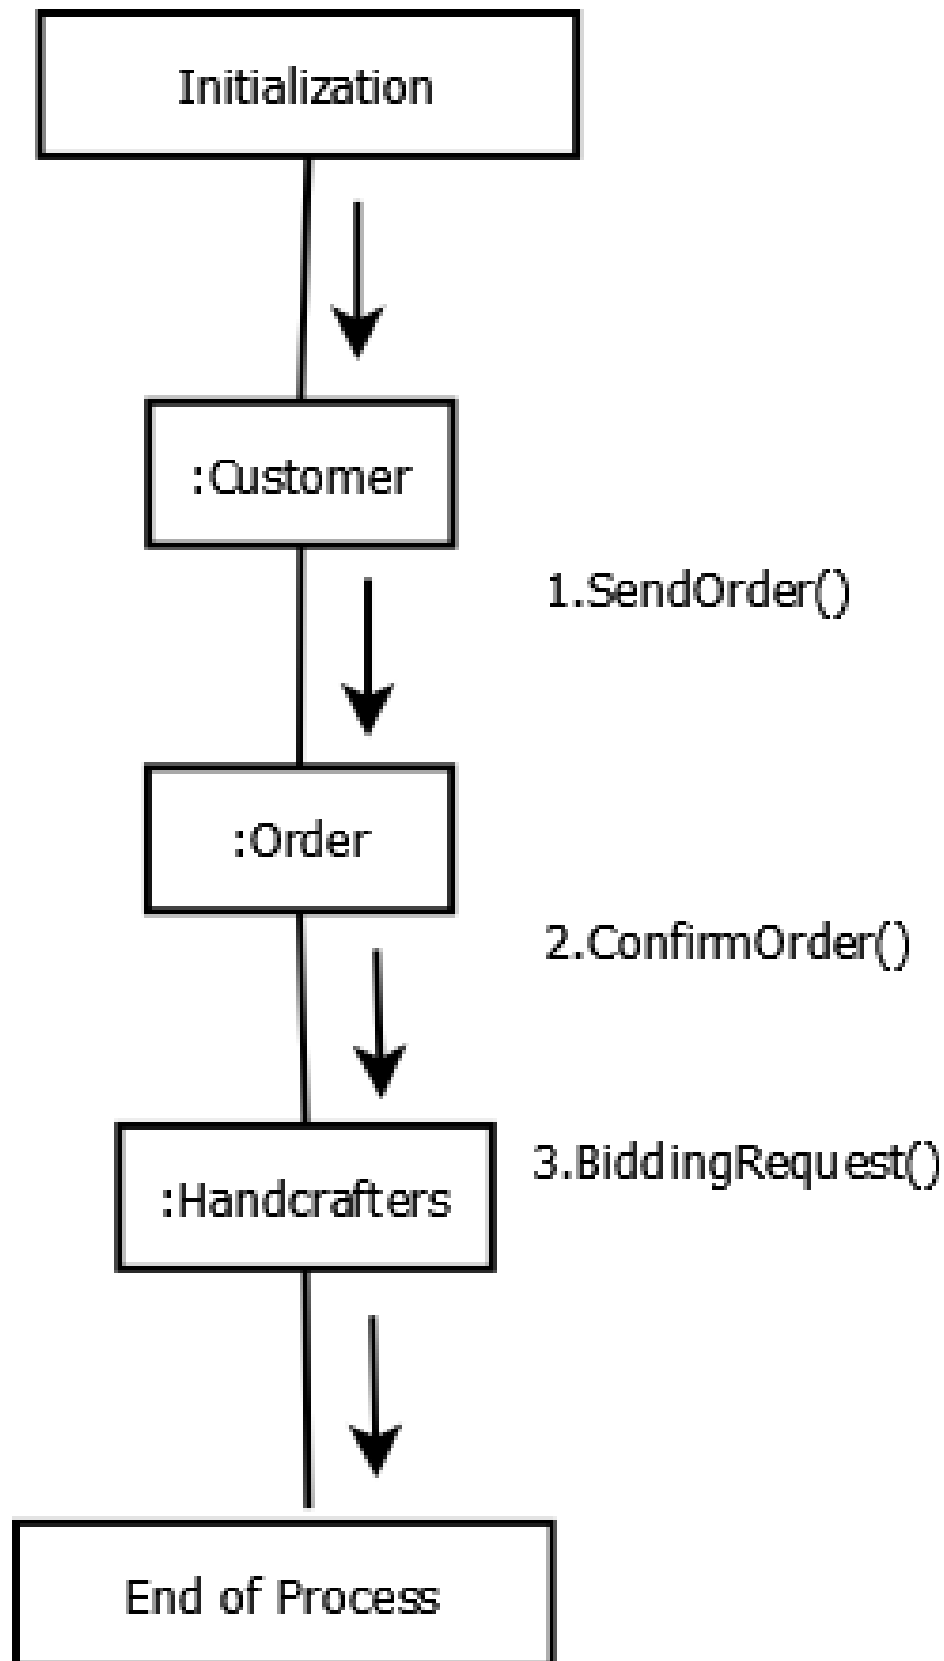 Initialization
:Customer
1.SendOrder()
:Order
2.ConfirmOrder()
3.BiddingRequest()
:Handcrafters
End of Process